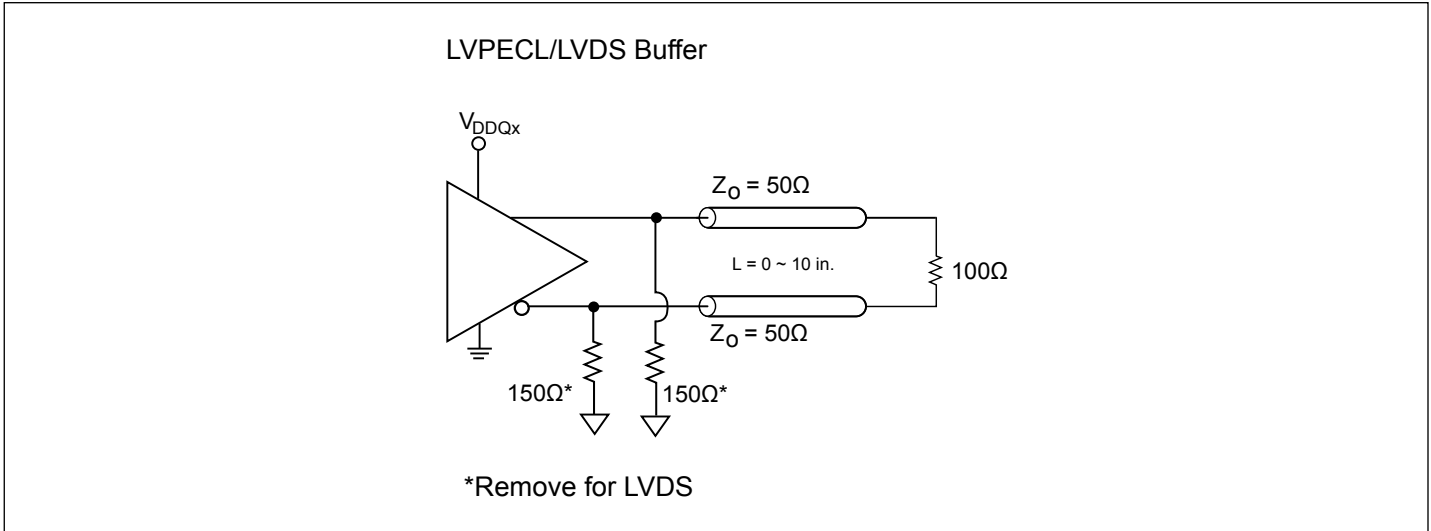 LVPECL/LVDS Buffer
VDDQx
Zo = 50Ω
L = 0 ~ 10 in.
100Ω
Zo = 50Ω
150Ω*
150Ω*
*Remove for LVDS